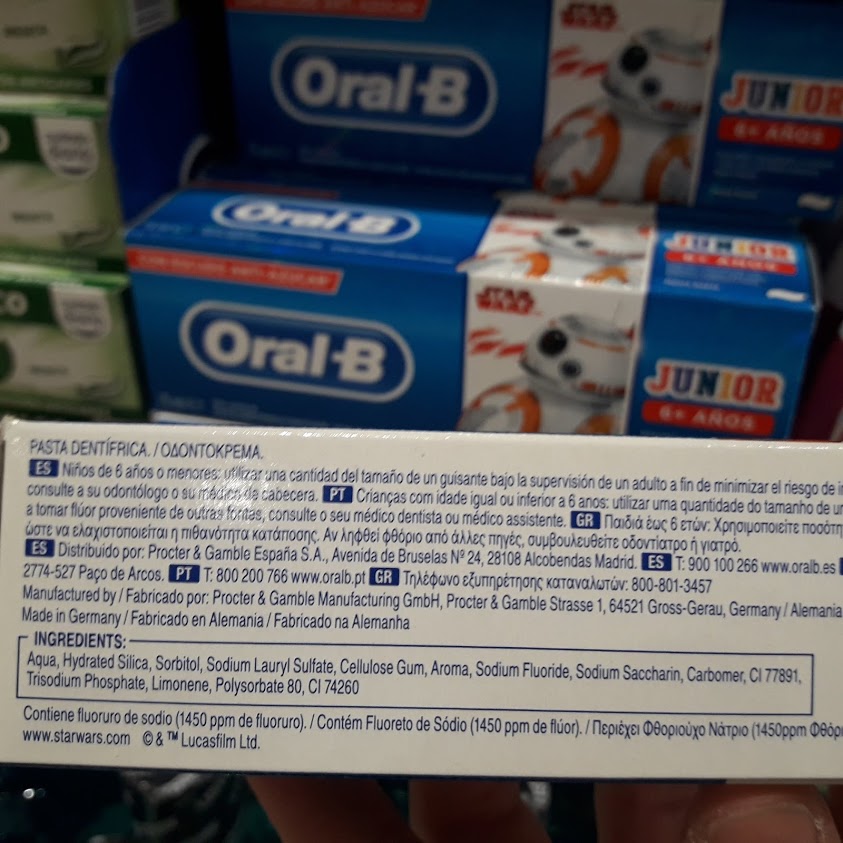 Oral-B
STAR WARS
JUNIOR
6+ AÑOS
Oral-B
JUNIOR
6+ AÑOS
Oral-B
STAR WARS
JUNIOR
6+ AÑOS
PASTA DENTÍFRICA. / ΟΔΟΝΤΟΚΡΕΜΑ.
ES Niños de 6 años o menores: utilizar una cantidad del tamaño de un guisante bajo la supervisión de un adulto a fin de minimizar el riesgo de
consulte a su odontólogo o su médico de cabecera. PT Crianças com idade igual ou inferior a 6 anos: utilizar uma quantidade do tamanho de
a tomar flúor proveniente de outras fontes, consulte o seu médico dentista ou médico assistente. GR Παιδιά έως 6 ετών: Χρησιμοποιείτε
ώστε να ελαχιστοποιείται η πιθανότητα κατάποσης. Αν ληφθεί φθόριο από άλλες πηγές, συμβουλευθείτε οδοντίατρο ή γιατρό.
ES Distribuido por: Procter & Gamble España S.A., Avenida de Bruselas Nº 24, 28108 Alcobendas Madrid. ES T: 900 100 266 www.oralb.es
2774-527 Paço de Arcos. PT T: 800 200 766 www.oralb.pt GR Τηλέφωνο εξυπηρέτησης καταναλωτών: 800-801-3457
Manufactured by / Fabricado por: Procter & Gamble Manufacturing GmbH, Procter & Gamble Strasse 1, 64521 Gross-Gerau, Germany / Alemania
Made in Germany / Fabricado en Alemania / Fabricado na Alemanha
INGREDIENTS:
Aqua, Hydrated Silica, Sorbitol, Sodium Lauryl Sulfate, Cellulose Gum, Aroma, Sodium Fluoride, Sodium Saccharin, Carbomer, CI 77891,
Trisodium Phosphate, Limonene, Polysorbate 80, CI 74260
Contiene fluoruro de sodio (1450 ppm de fluoruro). / Contém Fluoreto de Sódio (1450 ppm de flúor). / Περιέχει Φθοριούχο Νάτριο (1450ppm
www.starwars.com © & ™ Lucasfilm Ltd.